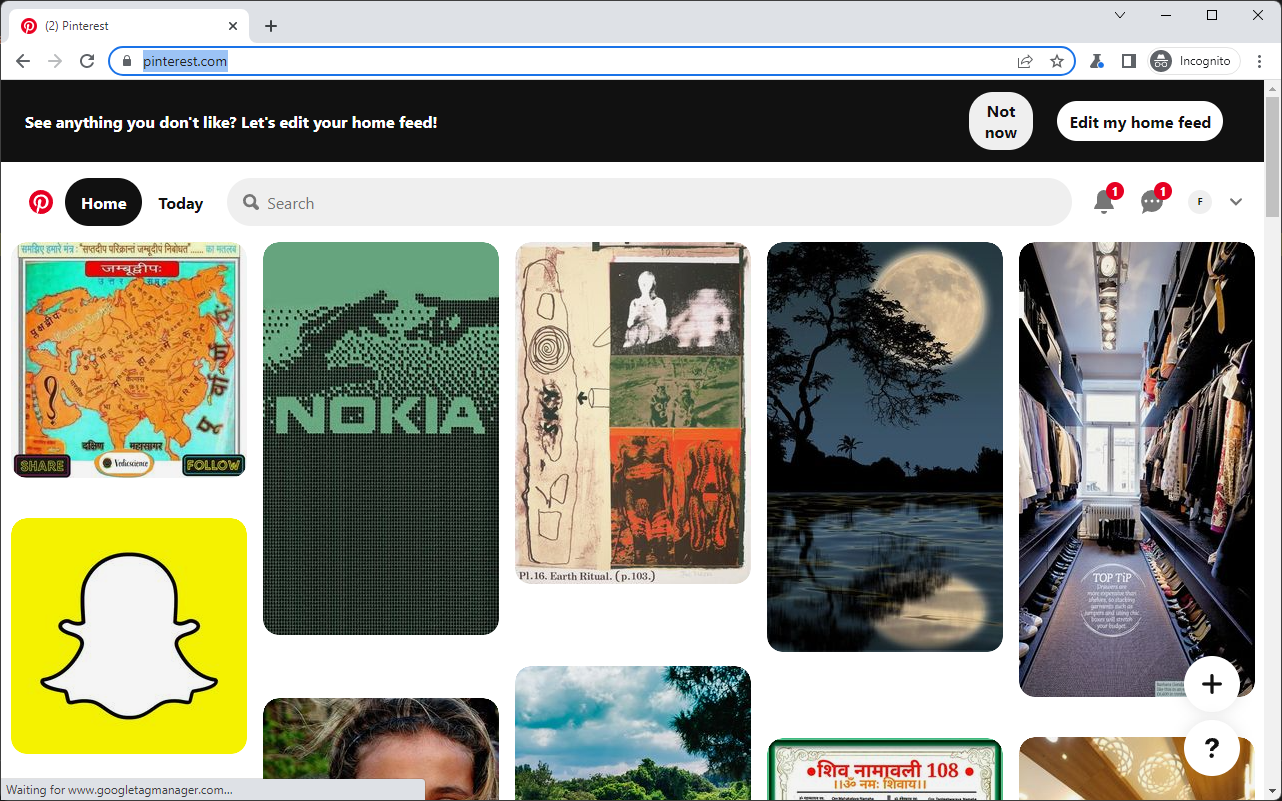 (2) Pinterest
pinterest.com
Incognito
See anything you don't like? Let's edit your home feed!
Not
now
Edit my home feed
Home
Today
Search
1
1
F
समझिए हमारे मंत्र : "सप्तदीप परिक्रान्तं जम्बूदीपं निबोधत"...... का मतलब
जम्बूद्वीपः
उ त्त र स मु द्र
दक्षिण महासागर
SHARE
Vedicscience
FOLLOW
NOKIA
Pl.16. Earth Ritual. (p.103.)
TOP TiP
Drawers are
more expensive than
shelves, so stacking
garments such as
jumpers and using chic
boxes will stretch
your budget.
शिव नामावली 108
।।ॐ नमः शिवाय।।
+
?
Waiting for www.googletagmanager.com...